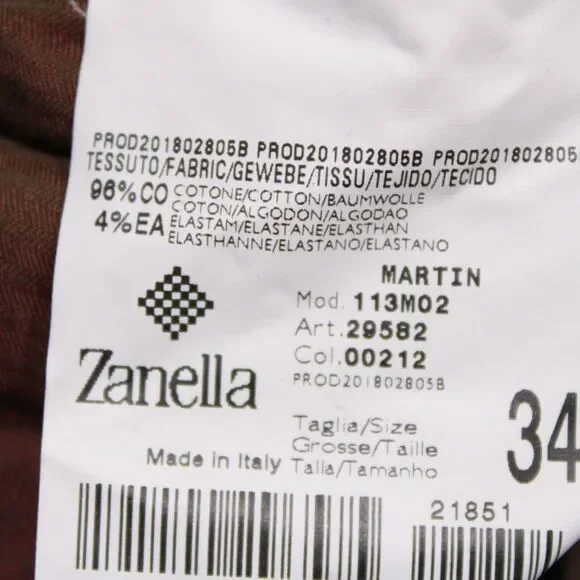 PROD201802805B PROD201802805B PROD201802805
TESSUTO/FABRIC/GEWEBE/TISSU/TEJIDO/TECIDO
96%CO COTONE/COTTON/BAUMWOLLE
COTON/ALGODON/ALGODAO
4%EA ELASTAM/ELASTANE/ELASTHAN
ELASTHANNE/ELASTANO/ELASTANO
MARTIN
Mod. 113M02
Art. 29582
Col. 00212
PROD201802805B
Zanella
Taglia/Size
Grosse/Taille
Talla/Tamanho
34
Made in Italy
21851